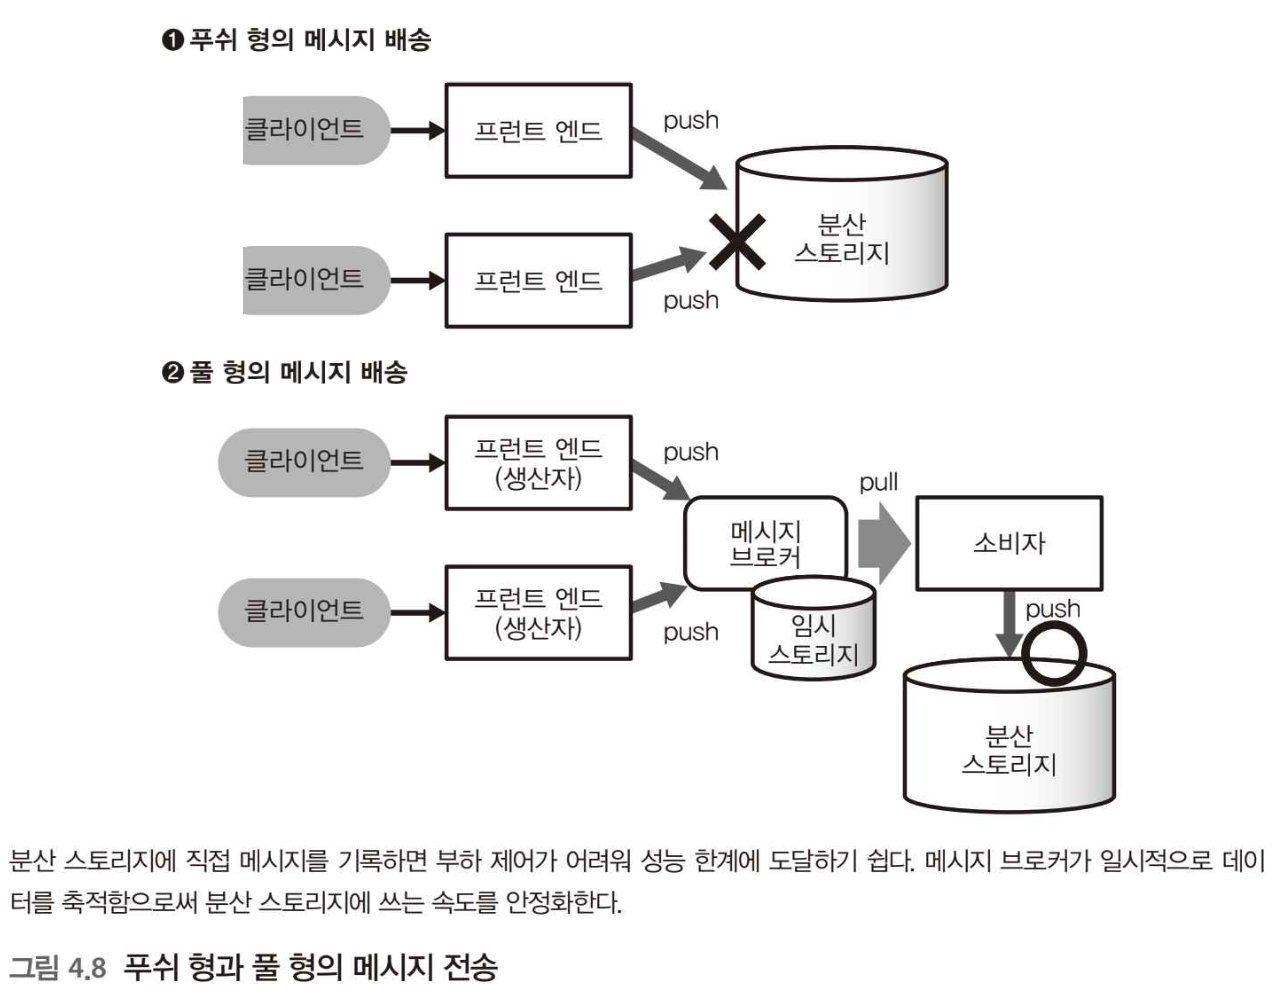 ❶ 푸쉬 형의 메시지 배송
클라이언트
프런트 엔드
push
분산
스토리지
클라이언트
프런트 엔드
push
❷ 풀 형의 메시지 배송
클라이언트
프런트 엔드
(생산자)
push
pull
메시지
브로커
소비자
클라이언트
프런트 엔드
(생산자)
push
임시
스토리지
push
분산
스토리지
분산 스토리지에 직접 메시지를 기록하면 부하 제어가 어려워 성능 한계에 도달하기 쉽다. 메시지 브로커가 일시적으로 데이
터를 축적함으로써 분산 스토리지에 쓰는 속도를 안정화한다.
그림 4.8 푸쉬 형과 풀 형의 메시지 전송